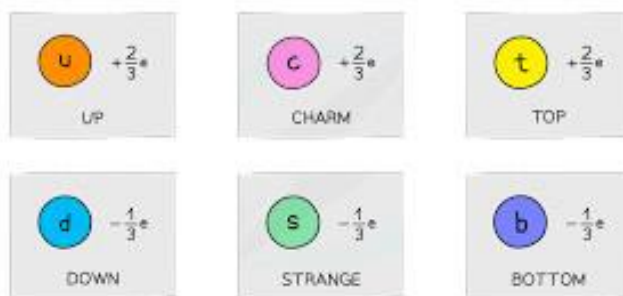 u +2/3e c +2/3e t +2/3e
UP CHARM TOP
d -1/3e s -1/3e b -1/3e
DOWN STRANGE BOTTOM